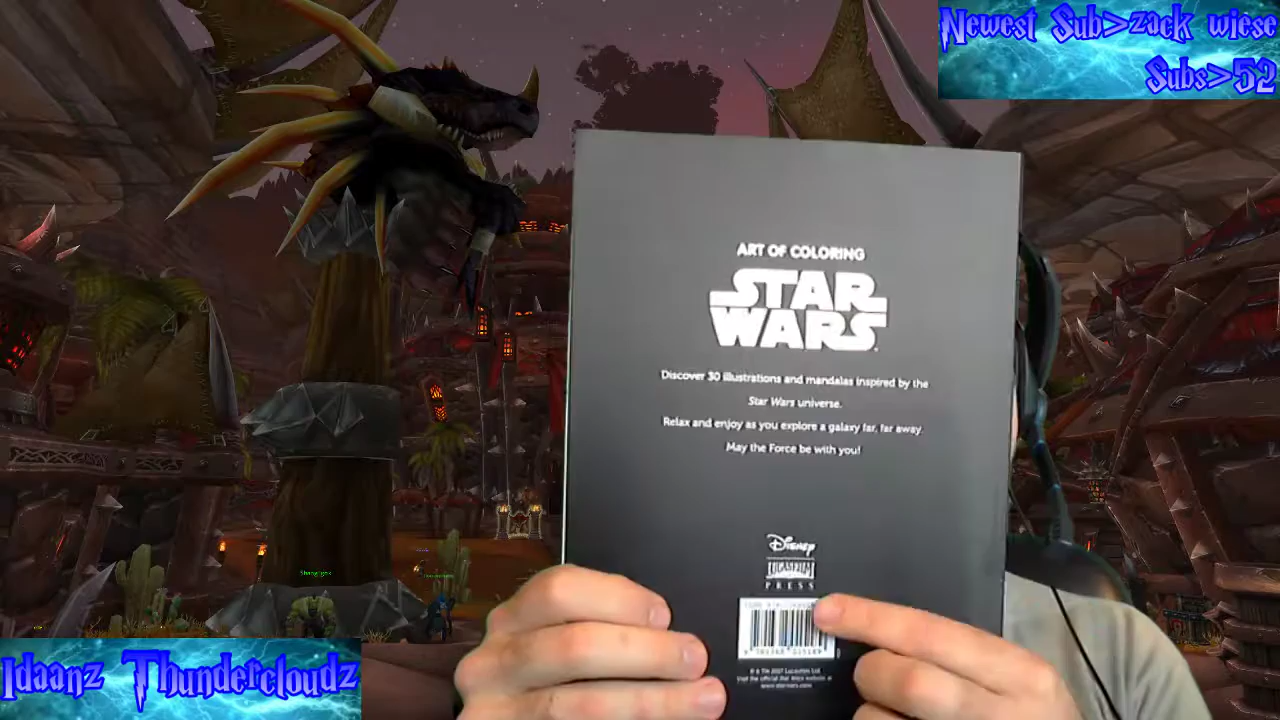 Newest Sub>zack wiese
Subs>52
ART OF COLORING
STAR
WARS
Discover 30 illustrations and mandalas inspired by the
Star Wars universe.
Relax and enjoy as you explore a galaxy far, far away.
May the Force be with you!
Disney
LUCASFILM
PRESS
Idaanz Thundercloudz